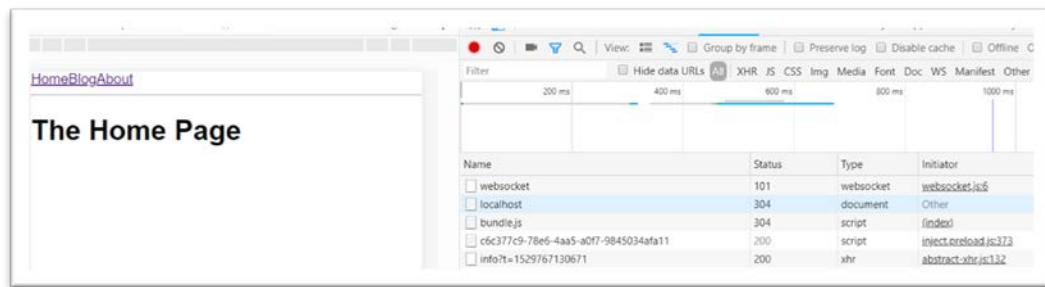 HomeBlogAbout
The Home Page
View: Group by frame Preserve log Disable cache Offline
Filter Hide data URLs All XHR JS CSS Img Media Font Doc WS Manifest Other
200 ms 400 ms 600 ms 800 ms 1000 ms
Name Status Type Initiator
websocket 101 websocket websocket.js:6
localhost 304 document Other
bundle.js 304 script (index)
c6c377c9-78e6-4aa5-a0f7-9845034afa11 200 script inject.preload.js:373
info?t=1529767130671 200 xhr abstract-xhr.js:132